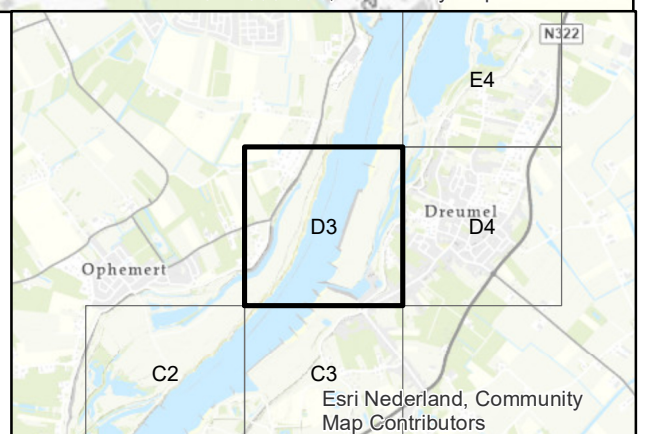 N322
E4
Dreumel
D3
D4
Ophemert
C2
C3
Esri Nederland, Community
Map Contributors